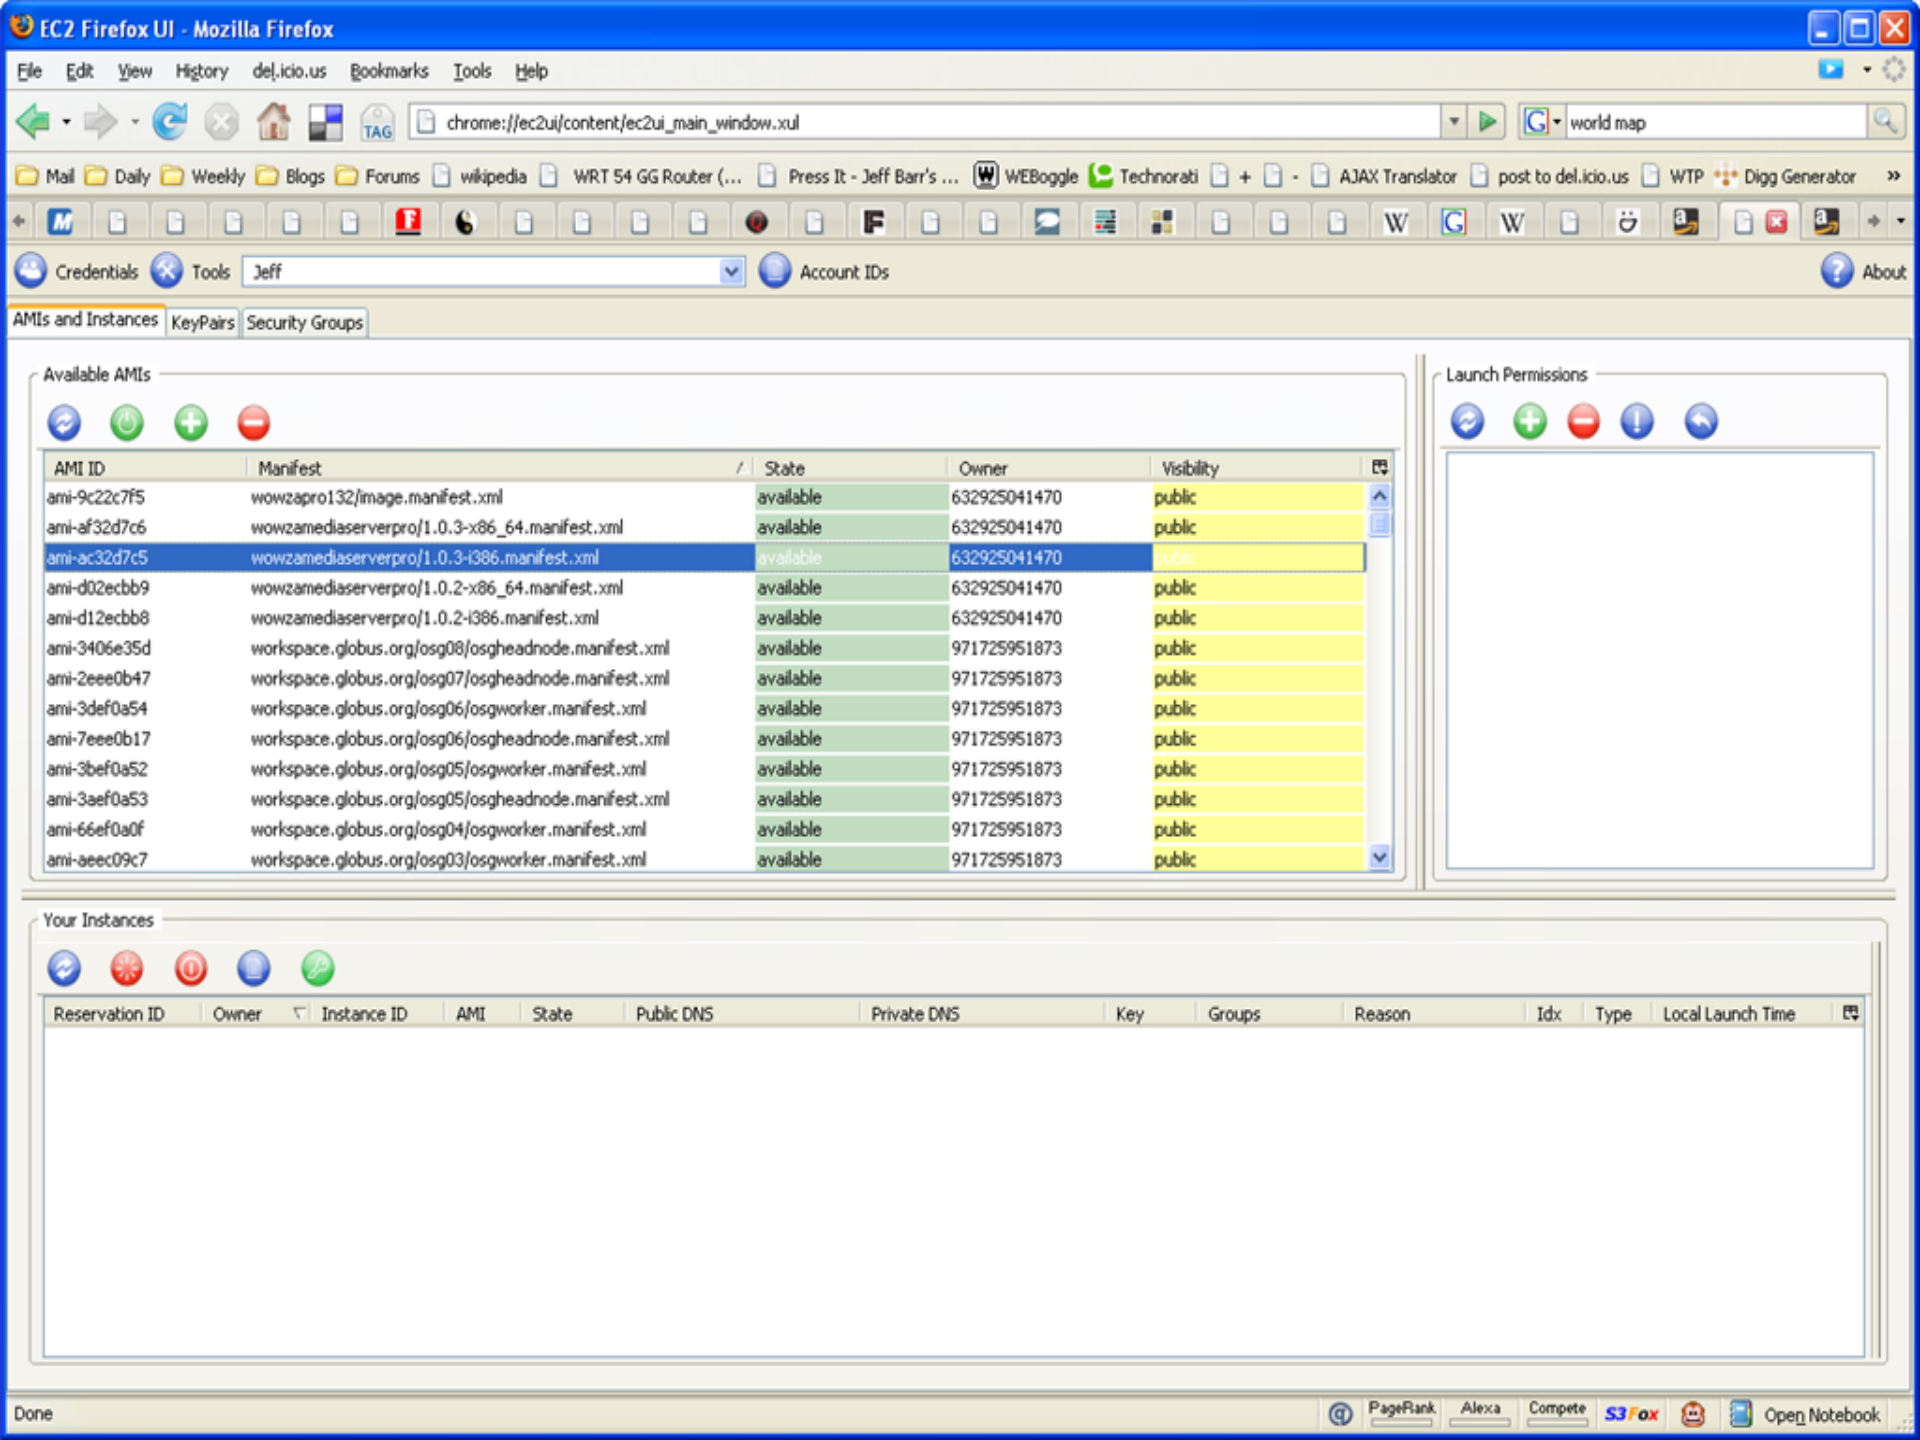 EC2 Firefox UI - Mozilla Firefox
File Edit View History del.icio.us Bookmarks Tools Help
TAG chrome://ec2ui/content/ec2ui_main_window.xul G world map
Mail Daily Weekly Blogs Forums wikipedia WRT 54 GG Router (... Press It - Jeff Barr's ... W WEBoggle Technorati + - AJAX Translator post to del.icio.us WTP Digg Generator »
M F Q F W G W a a
Credentials Tools Jeff Account IDs ? About
AMIs and Instances KeyPairs Security Groups
Available AMIs
Launch Permissions
AMI ID Manifest State Owner Visibility
ami-9c22c7f5 wowzapro132/image.manifest.xml available 632925041470 public
ami-af32d7c6 wowzamediaserverpro/1.0.3-x86_64.manifest.xml available 632925041470 public
ami-ac32d7c5 wowzamediaserverpro/1.0.3-i386.manifest.xml available 632925041470 public
ami-d02ecbb9 wowzamediaserverpro/1.0.2-x86_64.manifest.xml available 632925041470 public
ami-d12ecbb8 wowzamediaserverpro/1.0.2-i386.manifest.xml available 632925041470 public
ami-3406e35d workspace.globus.org/osg08/osgheadnode.manifest.xml available 971725951873 public
ami-2eee0b47 workspace.globus.org/osg07/osgheadnode.manifest.xml available 971725951873 public
ami-3def0a54 workspace.globus.org/osg06/osgworker.manifest.xml available 971725951873 public
ami-7eee0b17 workspace.globus.org/osg06/osgheadnode.manifest.xml available 971725951873 public
ami-3bef0a52 workspace.globus.org/osg05/osgworker.manifest.xml available 971725951873 public
ami-3aef0a53 workspace.globus.org/osg05/osgheadnode.manifest.xml available 971725951873 public
ami-66ef0a0f workspace.globus.org/osg04/osgworker.manifest.xml available 971725951873 public
ami-aeec09c7 workspace.globus.org/osg03/osgworker.manifest.xml available 971725951873 public
Your Instances
Reservation ID Owner Instance ID AMI State Public DNS Private DNS Key Groups Reason Idx Type Local Launch Time
Done PageRank Alexa Compete S3Fox Open Notebook